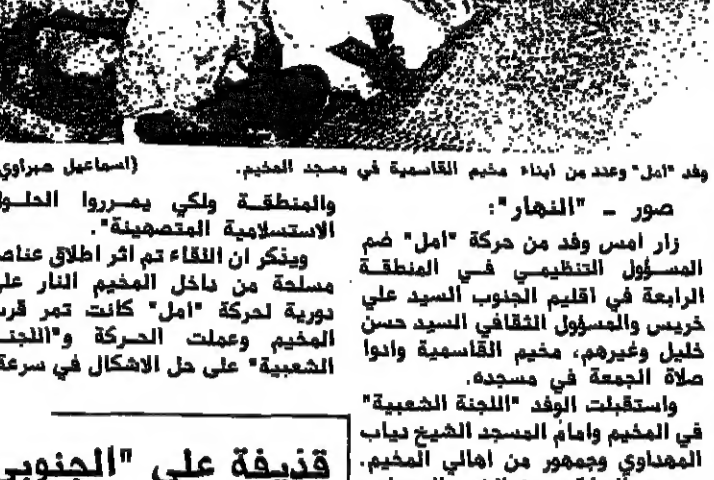 وفد "امل" وعدد من أبناء مخيم القاسمية في مسجد المخيم. (اسماعيل صبراوي
صور - "النهار":
زار امس وفد من حركة "امل" ضم
المسؤول التنظيمي في المنطقة
الرابعة في اقليم الجنوب السيد علي
خريس والمسؤول الثقافي السيد حسن
خليل وغيرهم، مخيم القاسمية وادوا
صلاة الجمعة في مسجده.
واستقبلت الوفد "اللجنة الشعبية"
في المخيم وامام المسجد الشيخ دياب
المهداوي وجمهور من اهالي المخيم.
والمنطقة ولكي يمرروا الحلول
الاستسلامية المتصهينة".
ويذكر ان اللقاء تم اثر اطلاق عناصر
مسلحة من داخل المخيم النار على
دورية لحركة "امل" كانت تمر قرب
المخيم وعملت الحركة و"اللجنة
الشعبية" على حل الاشكال في سرعة
قذيفة على "الجنوبي